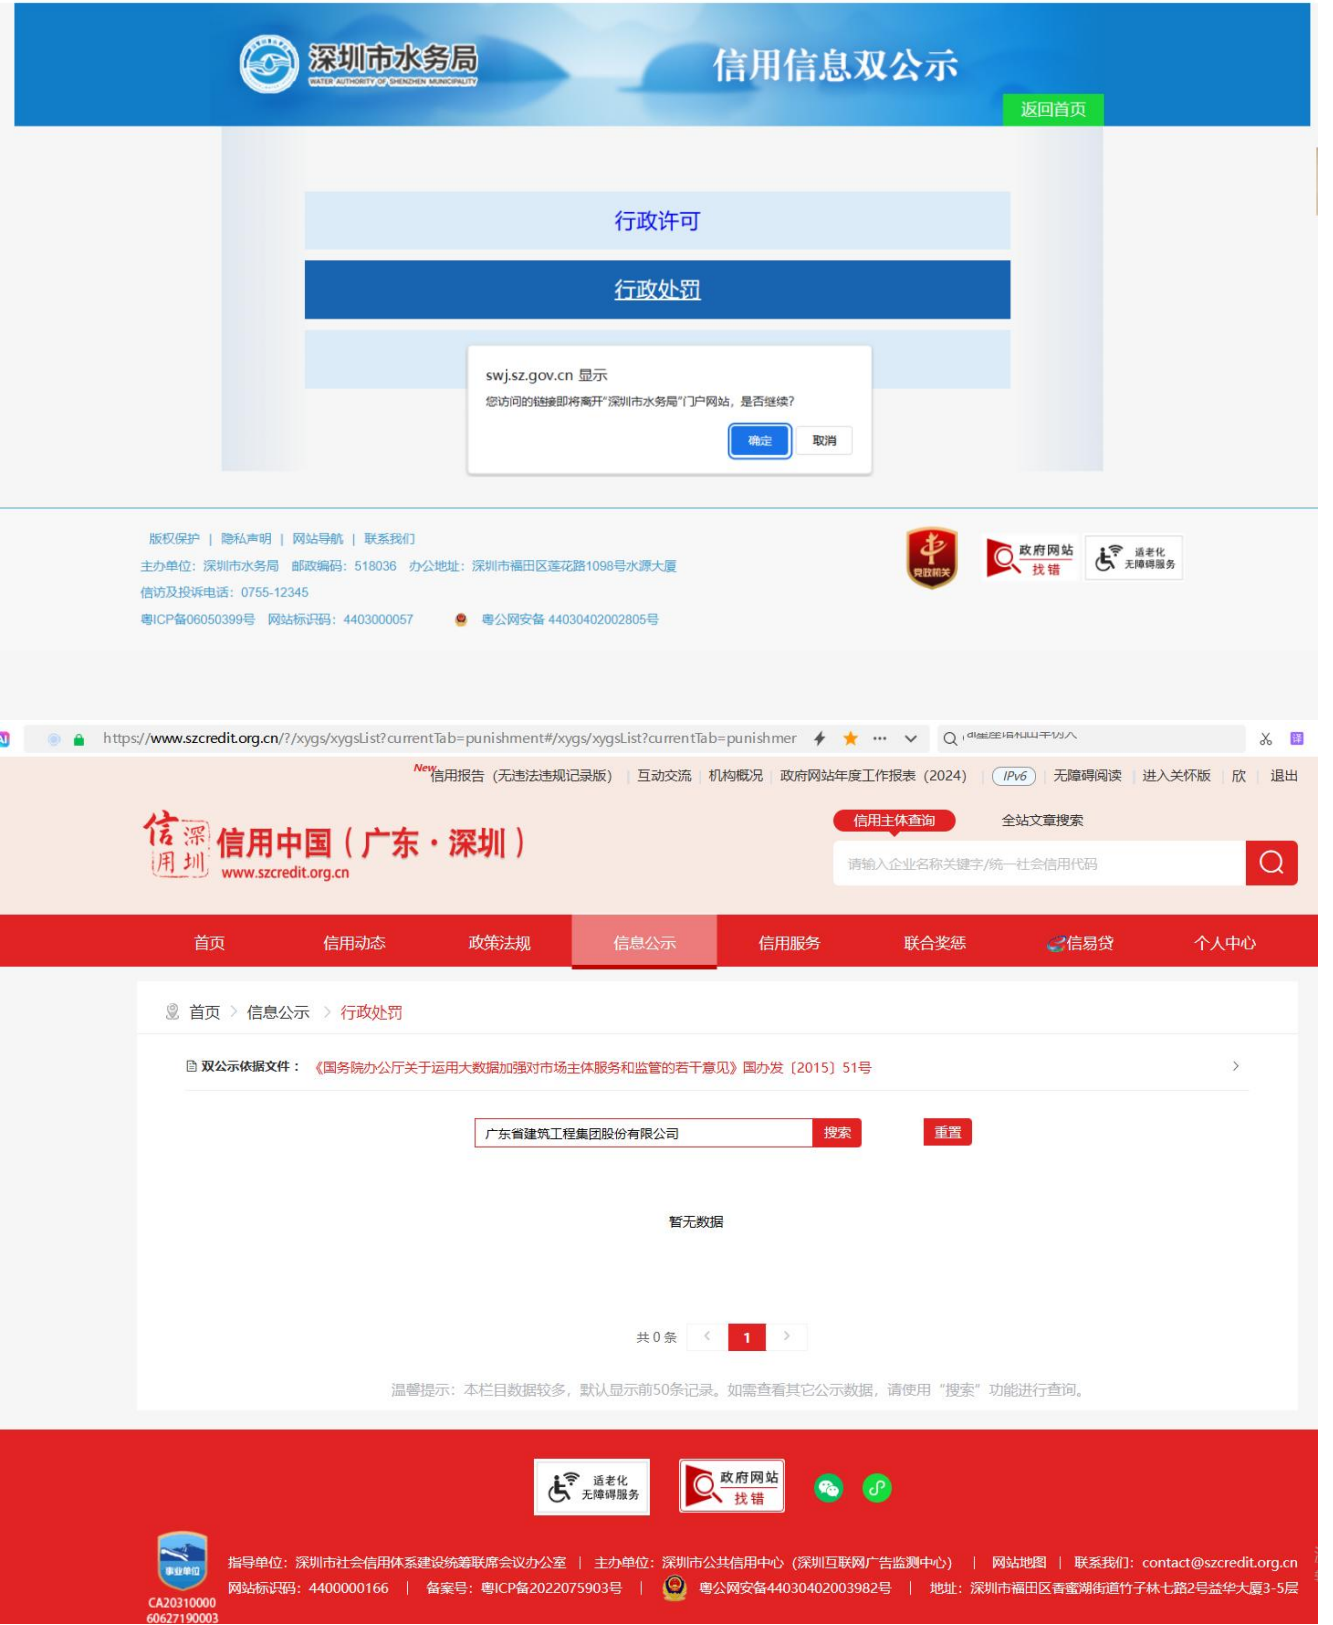 深圳市水务局
WATER AUTHORITY OF SHENZHEN MUNICIPALITY
信用信息双公示
返回首页
行政许可
行政处罚
swj.sz.gov.cn 显示
您访问的链接即将离开“深圳市水务局”门户网站，是否继续？
确定 取消
版权保护 | 隐私声明 | 网站导航 | 联系我们
主办单位：深圳市水务局 邮政编码：518036 办公地址：深圳市福田区莲花路1098号水源大厦
信访及投诉电话：0755-12345
粤ICP备06050399号 网站标识码：4403000057 粤公网安备 44030402002805号
党政机关
政府网站
找错
适老化
无障碍服务
https://www.szcredit.org.cn/?/xygs/xygsList?currentTab=punishment#/xygs/xygsList?currentTab=punishmer
译
New信用报告（无违法违规记录版） | 互动交流 | 机构概况 | 政府网站年度工作报表（2024） | IPv6 | 无障碍阅读 | 进入关怀版 | 欣 | 退出
信用深圳
信用中国（广东·深圳）
www.szcredit.org.cn
信用主体查询 全站文章搜索
请输入企业名称关键字/统一社会信用代码
首页 信用动态 政策法规 信息公示 信用服务 联合奖惩 信易贷 个人中心
首页 > 信息公示 > 行政处罚
双公示依据文件：《国务院办公厅关于运用大数据加强对市场主体服务和监管的若干意见》国办发〔2015〕51号 >
广东省建筑工程集团股份有限公司 搜索 重置
暂无数据
共 0 条 < 1 >
温馨提示：本栏目数据较多，默认显示前50条记录。如需查看其它公示数据，请使用“搜索”功能进行查询。
适老化
无障碍服务
政府网站
找错
事业单位
CA20310000
60627190003
指导单位：深圳市社会信用体系建设统筹联席会议办公室 | 主办单位：深圳市公共信用中心（深圳互联网广告监测中心） | 网站地图 | 联系我们：contact@szcredit.org.cn
网站标识码：4400000166 | 备案号：粤ICP备2022075903号 | 粤公网安备44030402003982号 | 地址：深圳市福田区香蜜湖街道竹子林七路2号益华大厦3-5层